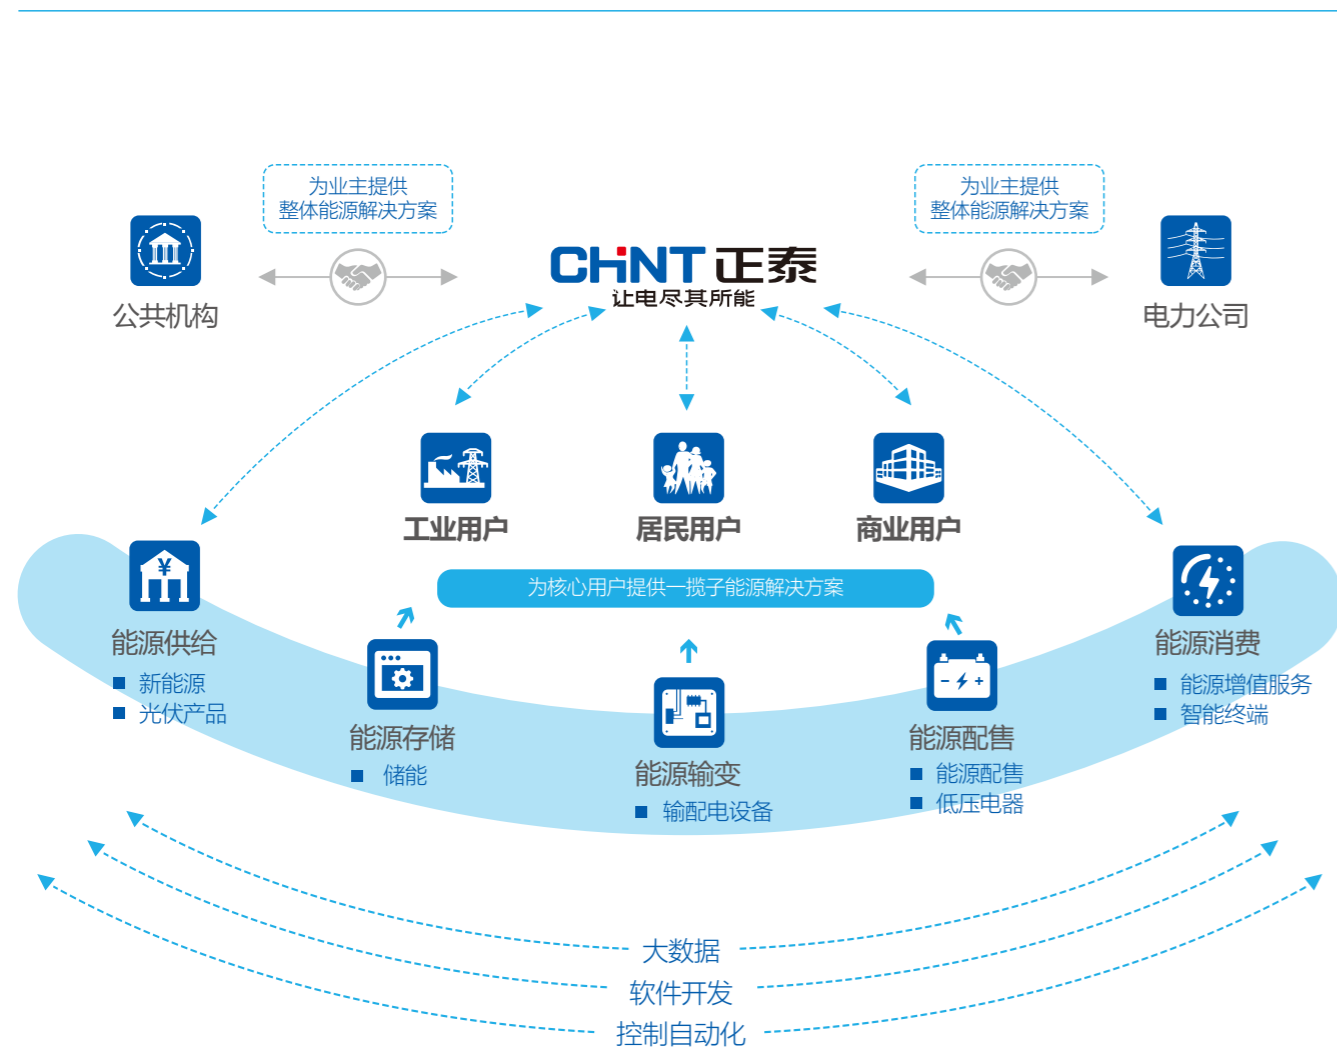 为业主提供
整体能源解决方案
为业主提供
整体能源解决方案
CHINT 正泰
让电尽其所能
公共机构
电力公司
工业用户
居民用户
商业用户
为核心用户提供一揽子能源解决方案
¥
能源供给
■ 新能源
■ 光伏产品
能源存储
■ 储能
能源输变
■ 输配电设备
- +
能源配售
■ 能源配售
■ 低压电器
能源消费
■ 能源增值服务
■ 智能终端
大数据
软件开发
控制自动化